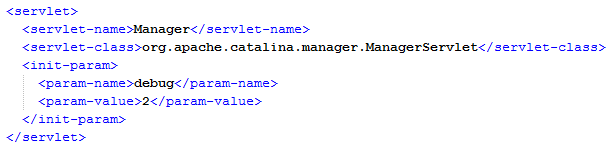 <servlet>
<servlet-name>Manager</servlet-name>
<servlet-class>org.apache.catalina.manager.ManagerServlet</servlet-class>
<init-param>
<param-name>debug</param-name>
<param-value>2</param-value>
</init-param>
</servlet>